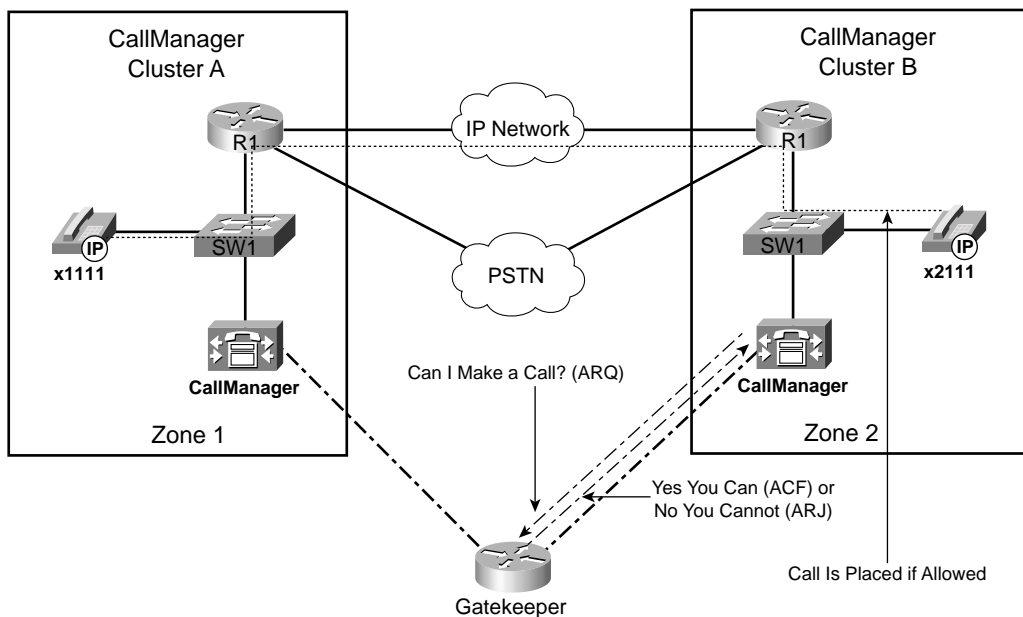 CallManager
Cluster A
CallManager
Cluster B
IP Network
R1
R1
SW1
SW1
IP
x1111
IP
x2111
PSTN
CallManager
CallManager
Can I Make a Call? (ARQ)
Zone 1
Zone 2
Yes You Can (ACF) or
No You Cannot (ARJ)
Call Is Placed if Allowed
Gatekeeper